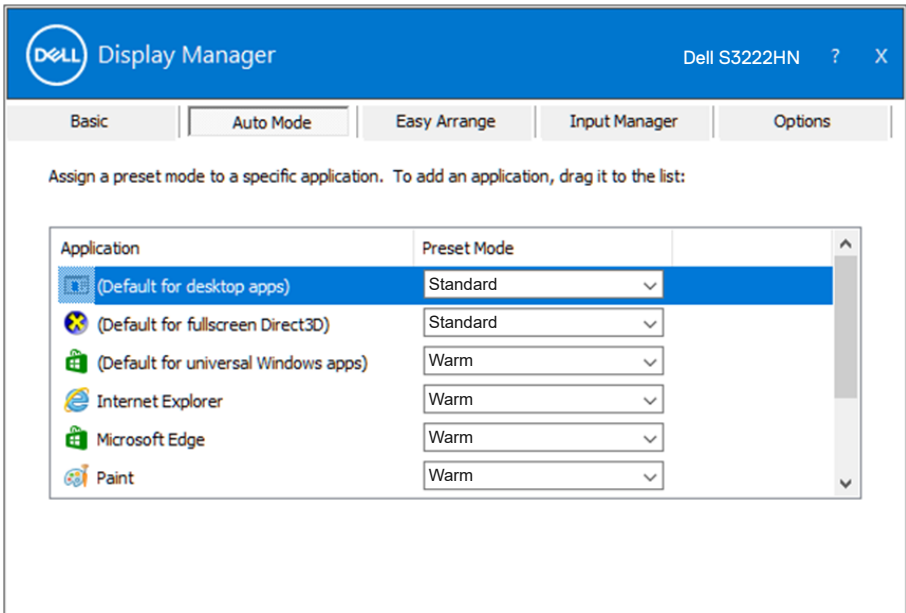 DELL Display Manager Dell S3222HN ? X
Basic Auto Mode Easy Arrange Input Manager Options
Assign a preset mode to a specific application. To add an application, drag it to the list:
Application Preset Mode
(Default for desktop apps) Standard
(Default for fullscreen Direct3D) Standard
(Default for universal Windows apps) Warm
Internet Explorer Warm
Microsoft Edge Warm
Paint Warm